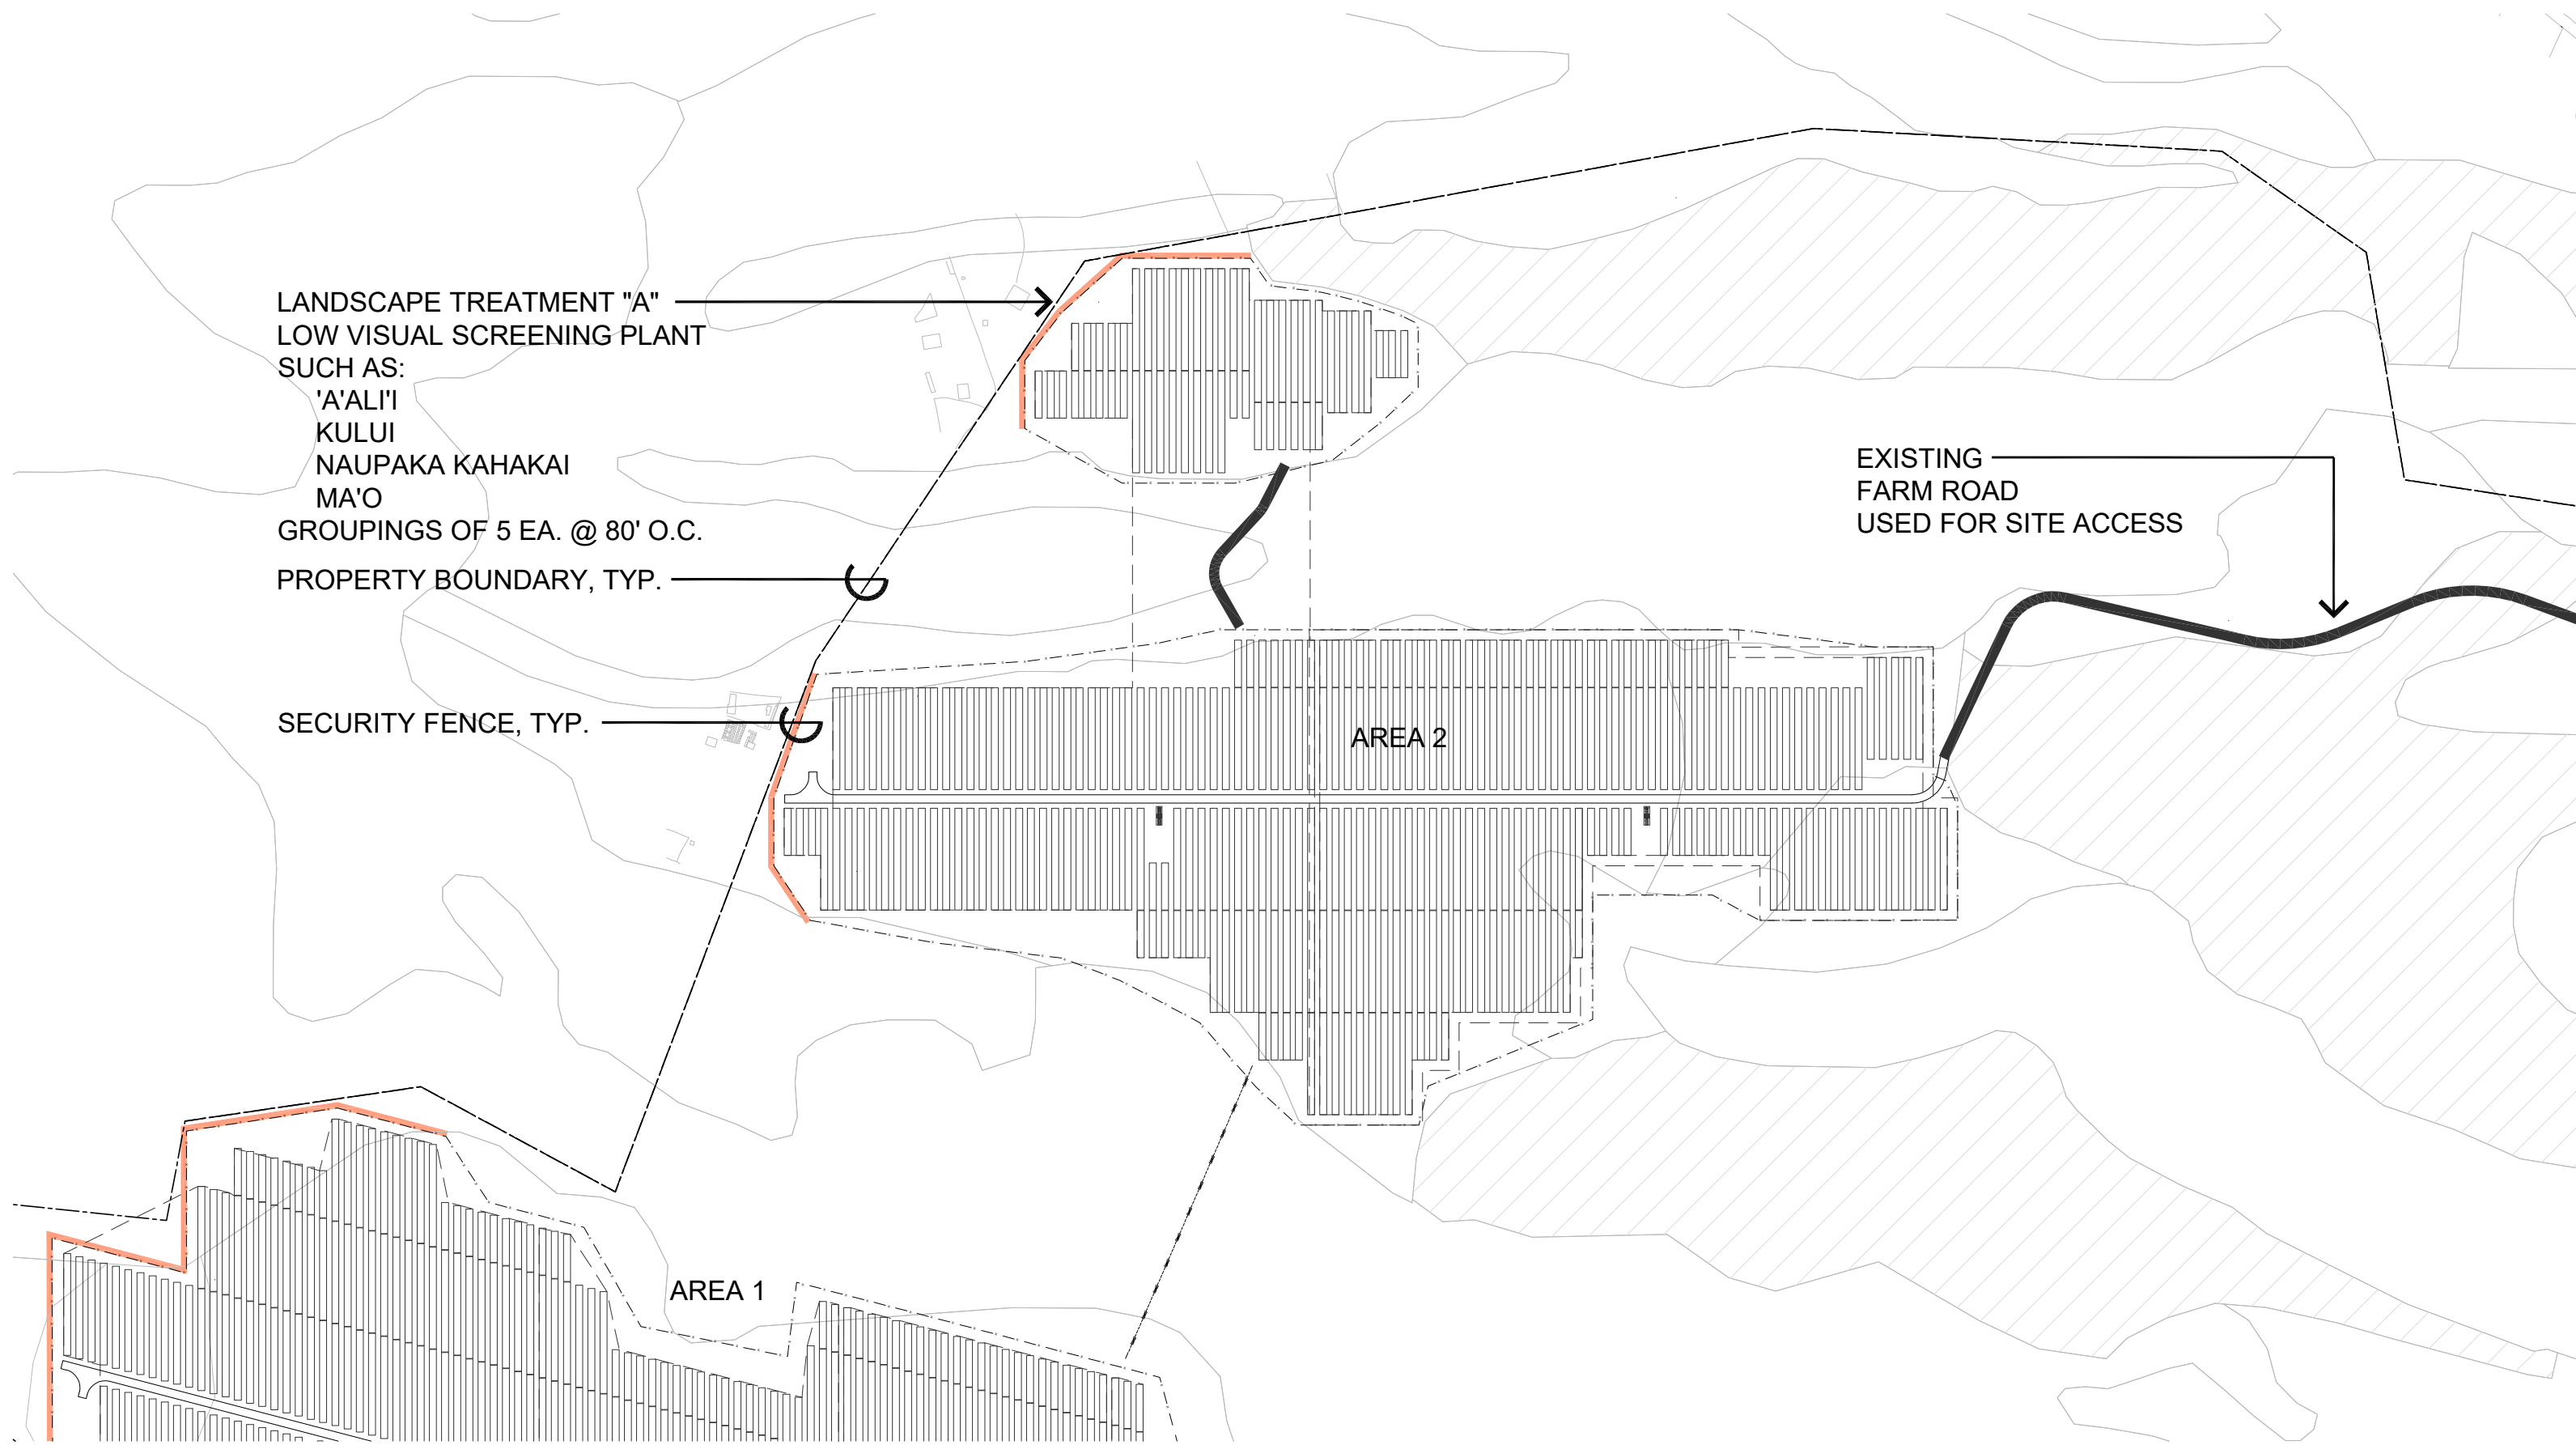 LANDSCAPE TREATMENT "A"
LOW VISUAL SCREENING PLANT
SUCH AS:
'A'ALI'I
KULUI
NAUPAKA KAHAKAI
MA'O
GROUPINGS OF 5 EA. @ 80' O.C.
PROPERTY BOUNDARY, TYP.
SECURITY FENCE, TYP.
EXISTING
FARM ROAD
USED FOR SITE ACCESS
AREA 2
AREA 1